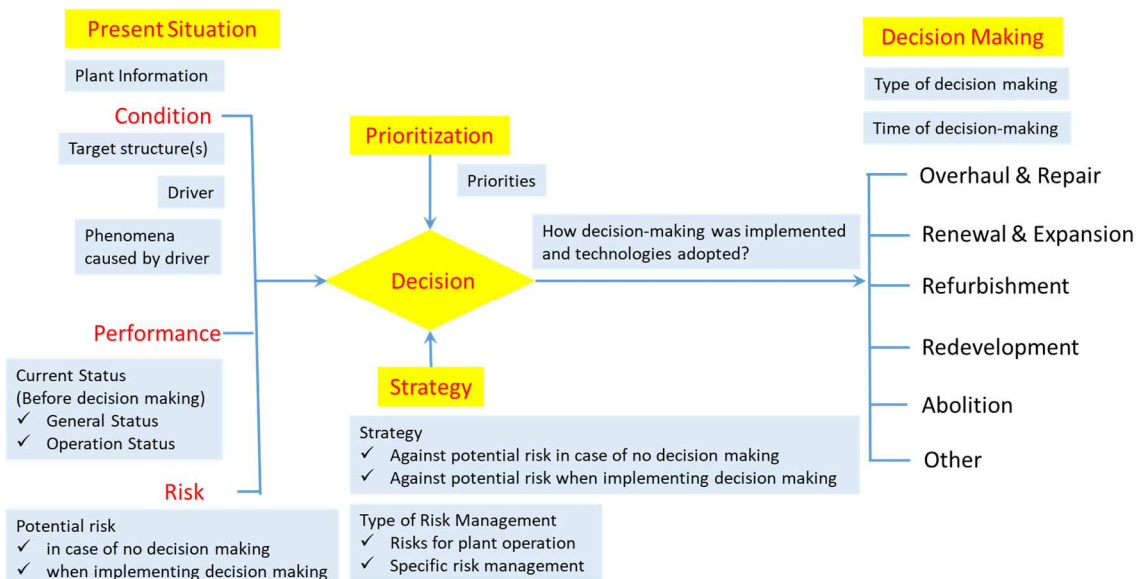 Present Situation
Plant Information
Condition
Target structure(s)
Driver
Phenomena
caused by driver
Performance
Current Status
(Before decision making)
✓ General Status
✓ Operation Status
Risk
Potential risk
✓ in case of no decision making
✓ when implementing decision making
Prioritization
Priorities
Decision
Strategy
Strategy
✓ Against potential risk in case of no decision making
✓ Against potential risk when implementing decision making
Type of Risk Management
✓ Risks for plant operation
✓ Specific risk management
How decision-making was implemented
and technologies adopted?
Decision Making
Type of decision making
Time of decision-making
Overhaul & Repair
Renewal & Expansion
Refurbishment
Redevelopment
Abolition
Other